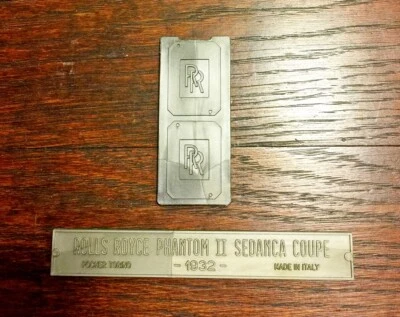 RR
RR
ROLLS ROYCE PHANTOM II SEDANCA COUPE
POCHER TORINO - 1932 - MADE IN ITALY